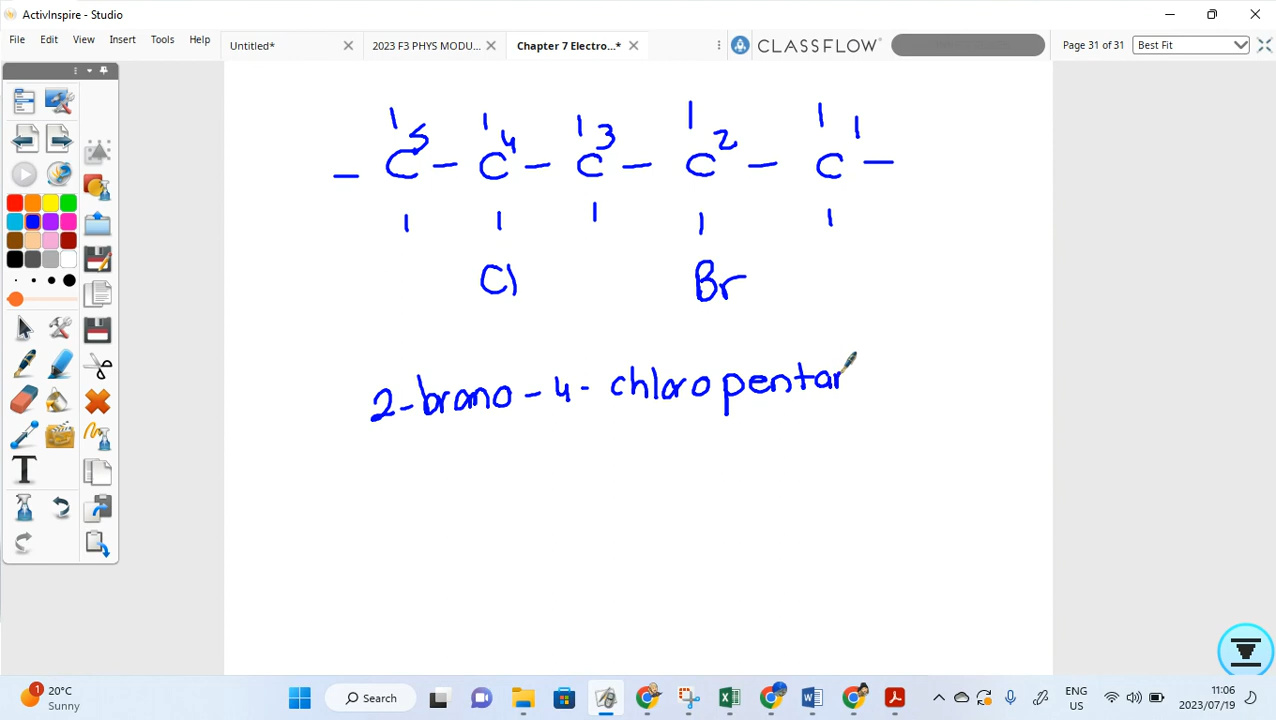 ActivInspire - Studio
File Edit View Insert Tools Help
Untitled*
2023 F3 PHYS MODU...
Chapter 7 Electro...*
CLASSFLOW
Page 31 of 31
Best Fit
5 4 3 2 1
- C - C - C - C - C -
Cl Br
2-bromo-4-chloropentan
T
20°C
Sunny
1
Search
ENG
US
11:06
2023/07/19